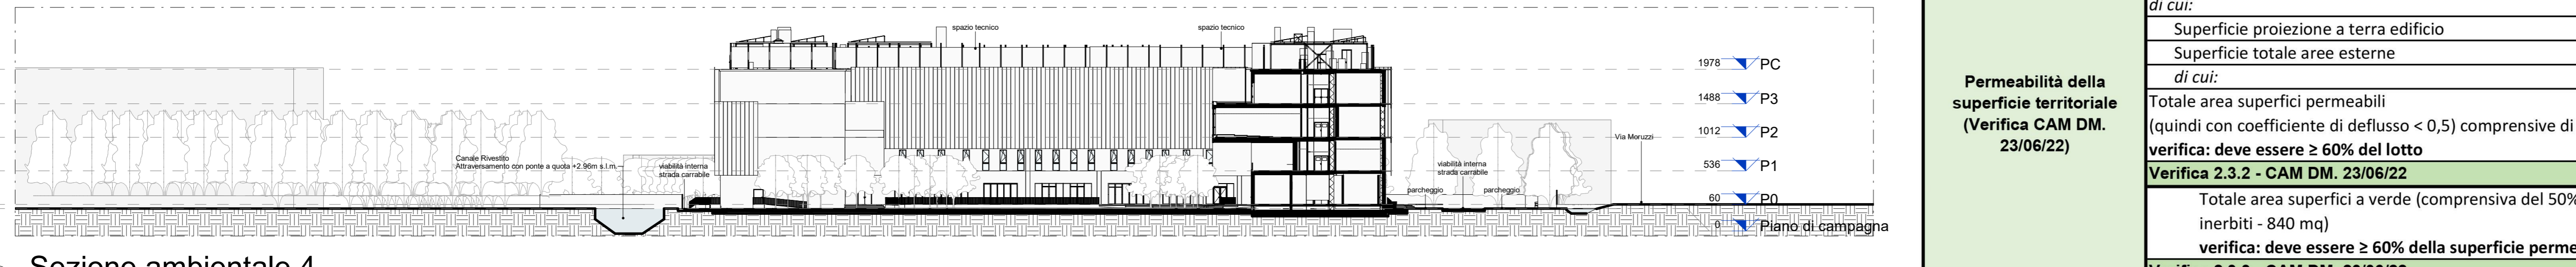 spazio tecnico
spazio tecnico
1978 PC
1488 P3
1012 P2
Via Moruzzi
Canale Rivestito
Attraversamento con ponte a quota +2.96m s.l.m.
viabilità interna
strada carrabile
viabilità interna
strada carrabile
536 P1
parcheggio
parcheggio
60 P0
0 Piano di campagna
Sezione ambientale 4
Permeabilità della
superficie territoriale
(Verifica CAM DM.
23/06/22)
di cui:
Superficie proiezione a terra edificio
Superficie totale aree esterne
di cui:
Totale area superfici permeabili
(quindi con coefficiente di deflusso < 0,5) comprensive di
verifica: deve essere ≥ 60% del lotto
Verifica 2.3.2 - CAM DM. 23/06/22
Totale area superfici a verde (comprensiva del 50%
inerbiti - 840 mq)
verifica: deve essere ≥ 60% della superficie perme